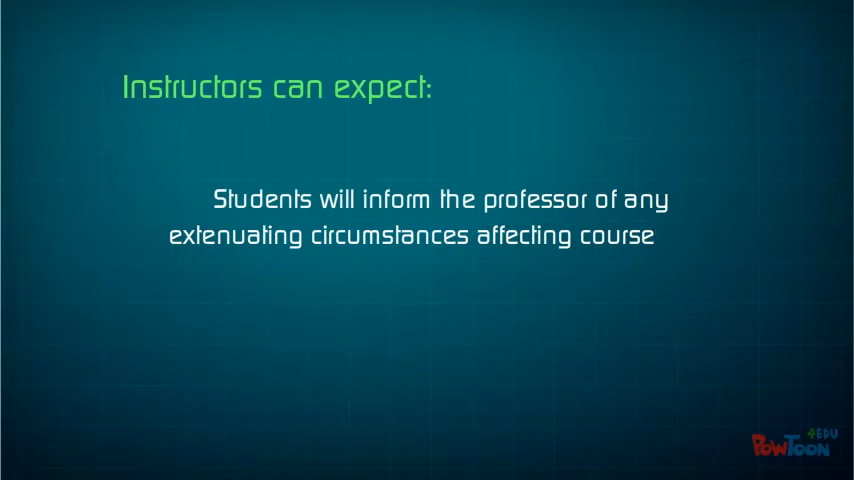 Instructors can expect:
Students will inform the professor of any
extenuating circumstances affecting course
4EDU
PowToon